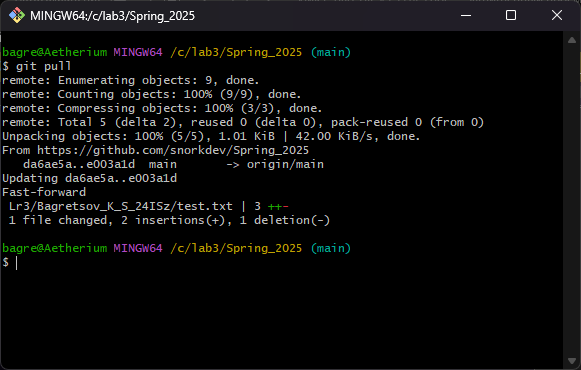 MINGW64:/c/lab3/Spring_2025
bagre@Aetherium MINGW64 /c/lab3/Spring_2025 (main)
$ git pull
remote: Enumerating objects: 9, done.
remote: Counting objects: 100% (9/9), done.
remote: Compressing objects: 100% (3/3), done.
remote: Total 5 (delta 2), reused 0 (delta 0), pack-reused 0 (from 0)
Unpacking objects: 100% (5/5), 1.01 KiB | 42.00 KiB/s, done.
From https://github.com/snorkdev/Spring_2025
   da6ae5a..e003a1d  main       -> origin/main
Updating da6ae5a..e003a1d
Fast-forward
 Lr3/Bagretsov_K_S_24ISz/test.txt | 3 ++-
 1 file changed, 2 insertions(+), 1 deletion(-)
bagre@Aetherium MINGW64 /c/lab3/Spring_2025 (main)
$